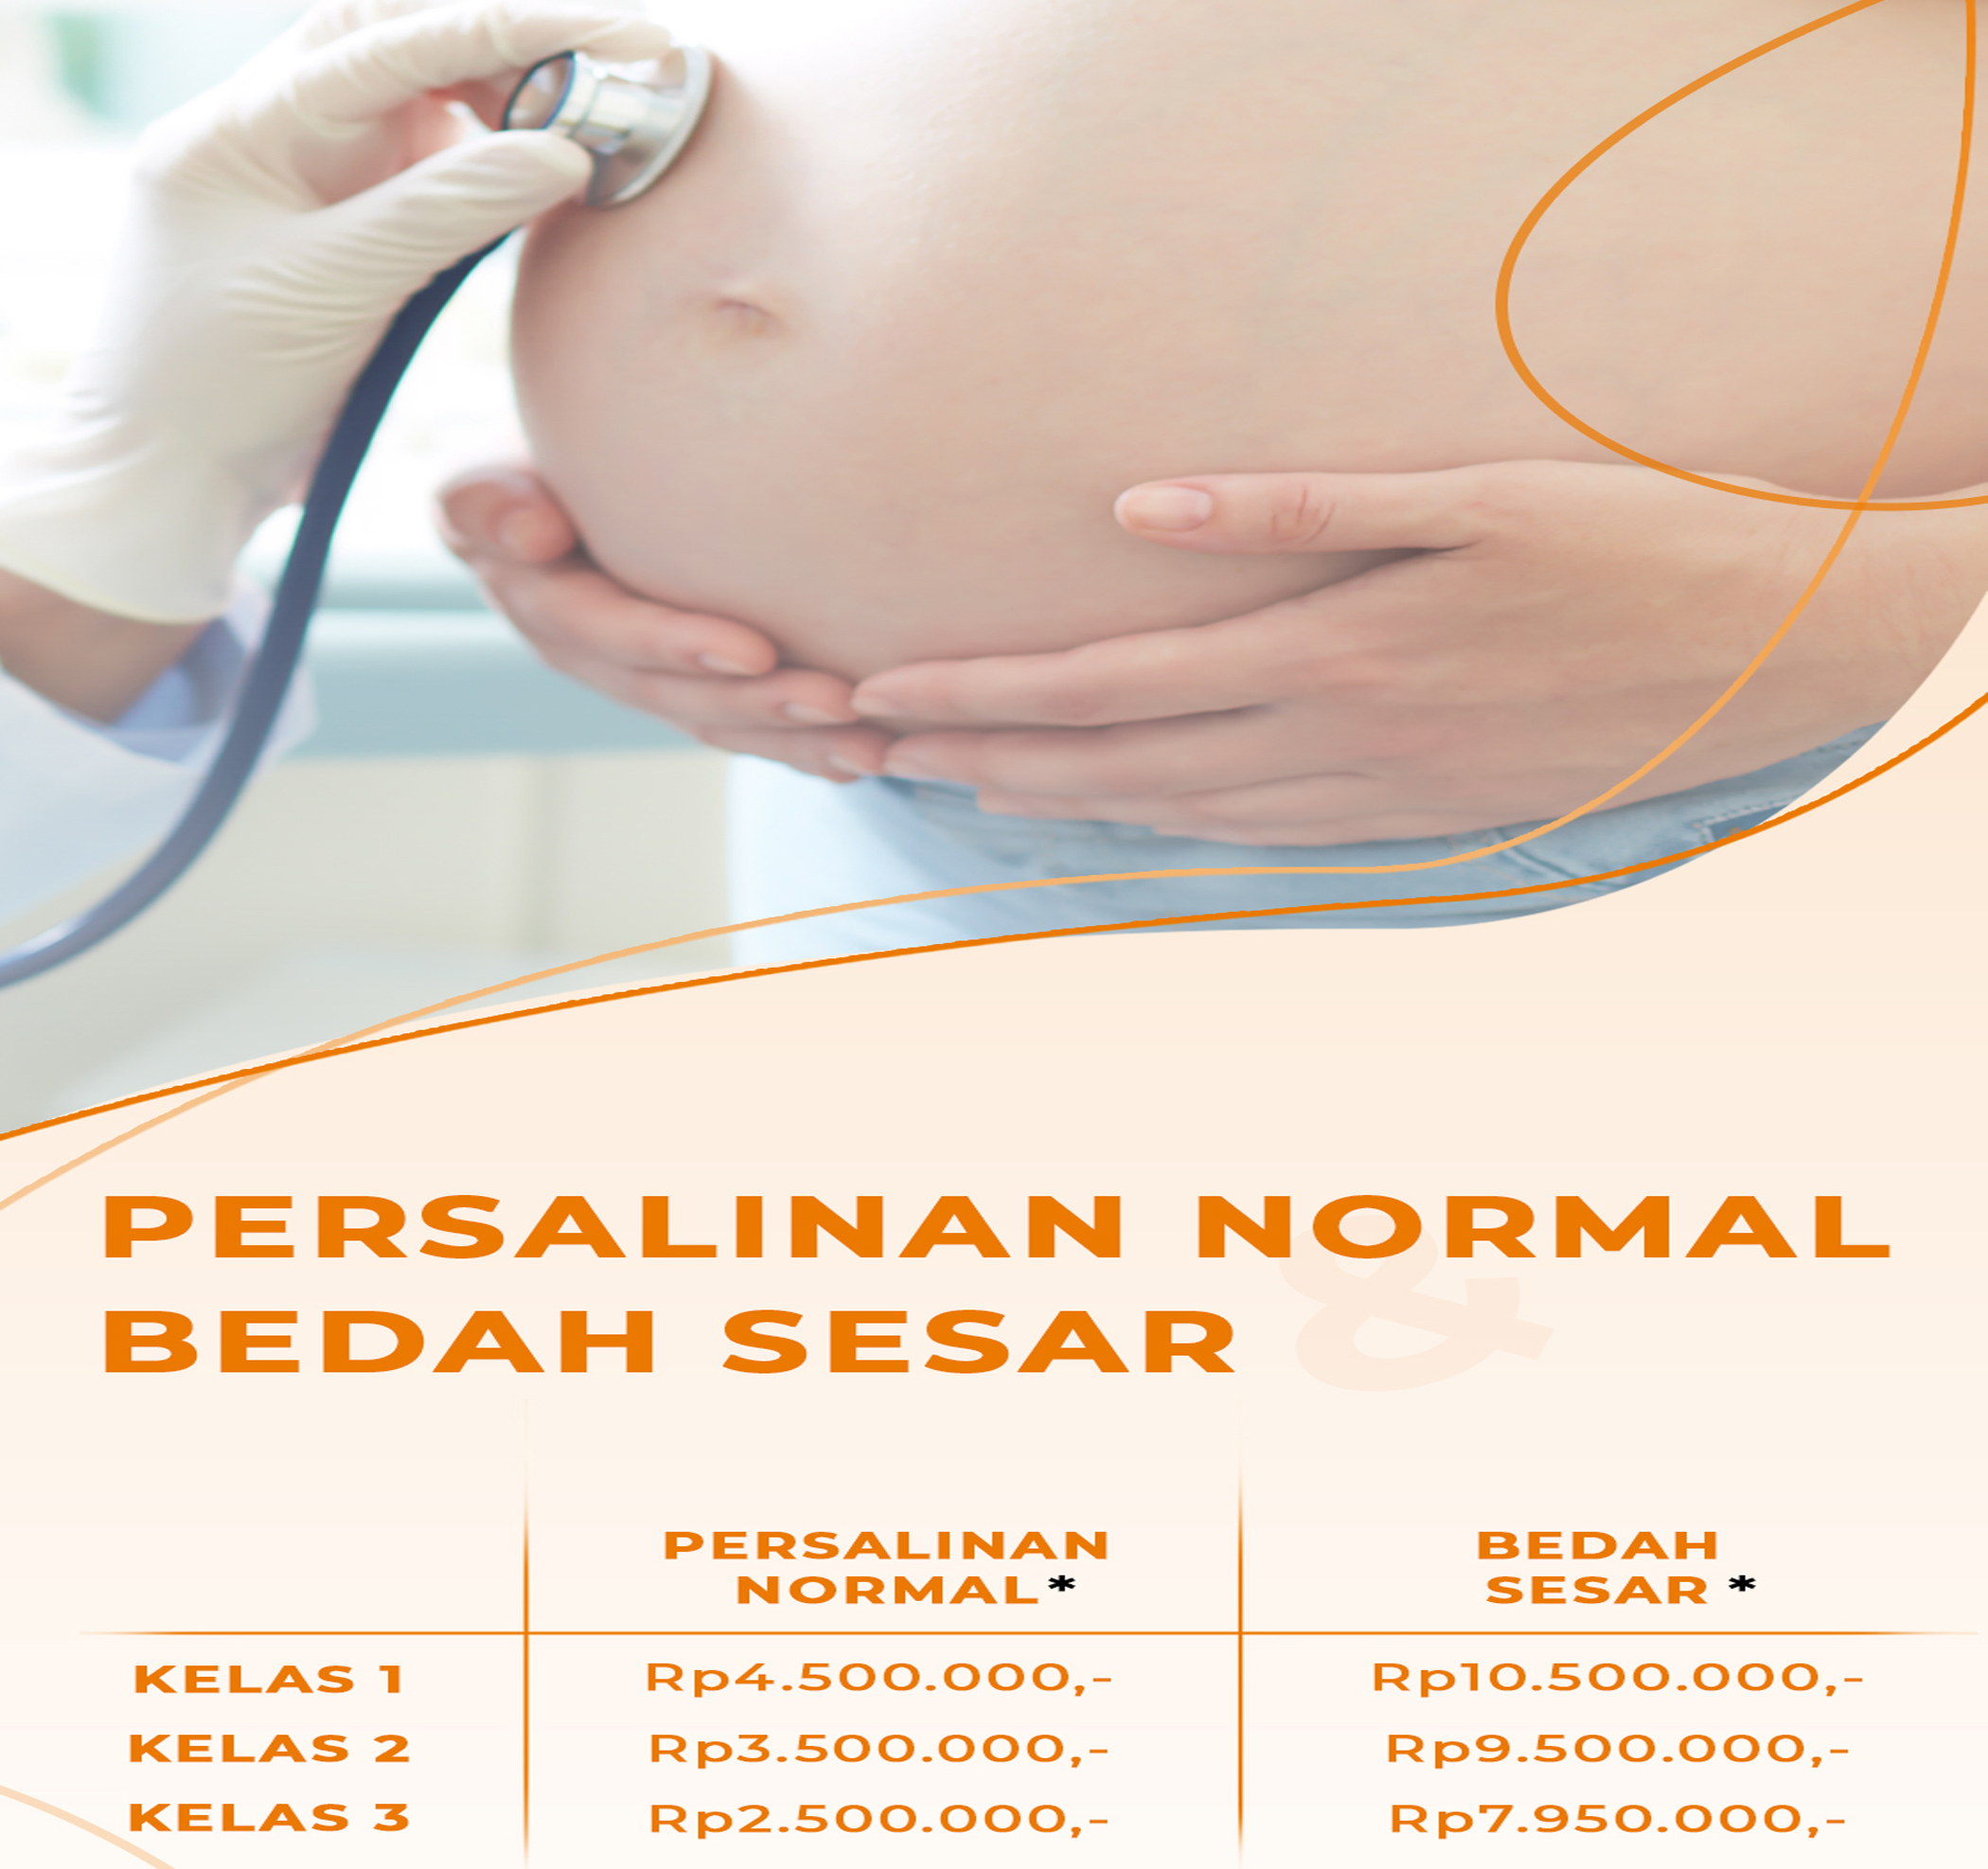 PERSALINAN NORMAL
&
BEDAH SESAR
PERSALINAN
NORMAL*
BEDAH
SESAR *
KELAS 1 Rp4.500.000,- Rp10.500.000,-
KELAS 2 Rp3.500.000,- Rp9.500.000,-
KELAS 3 Rp2.500.000,- Rp7.950.000,-